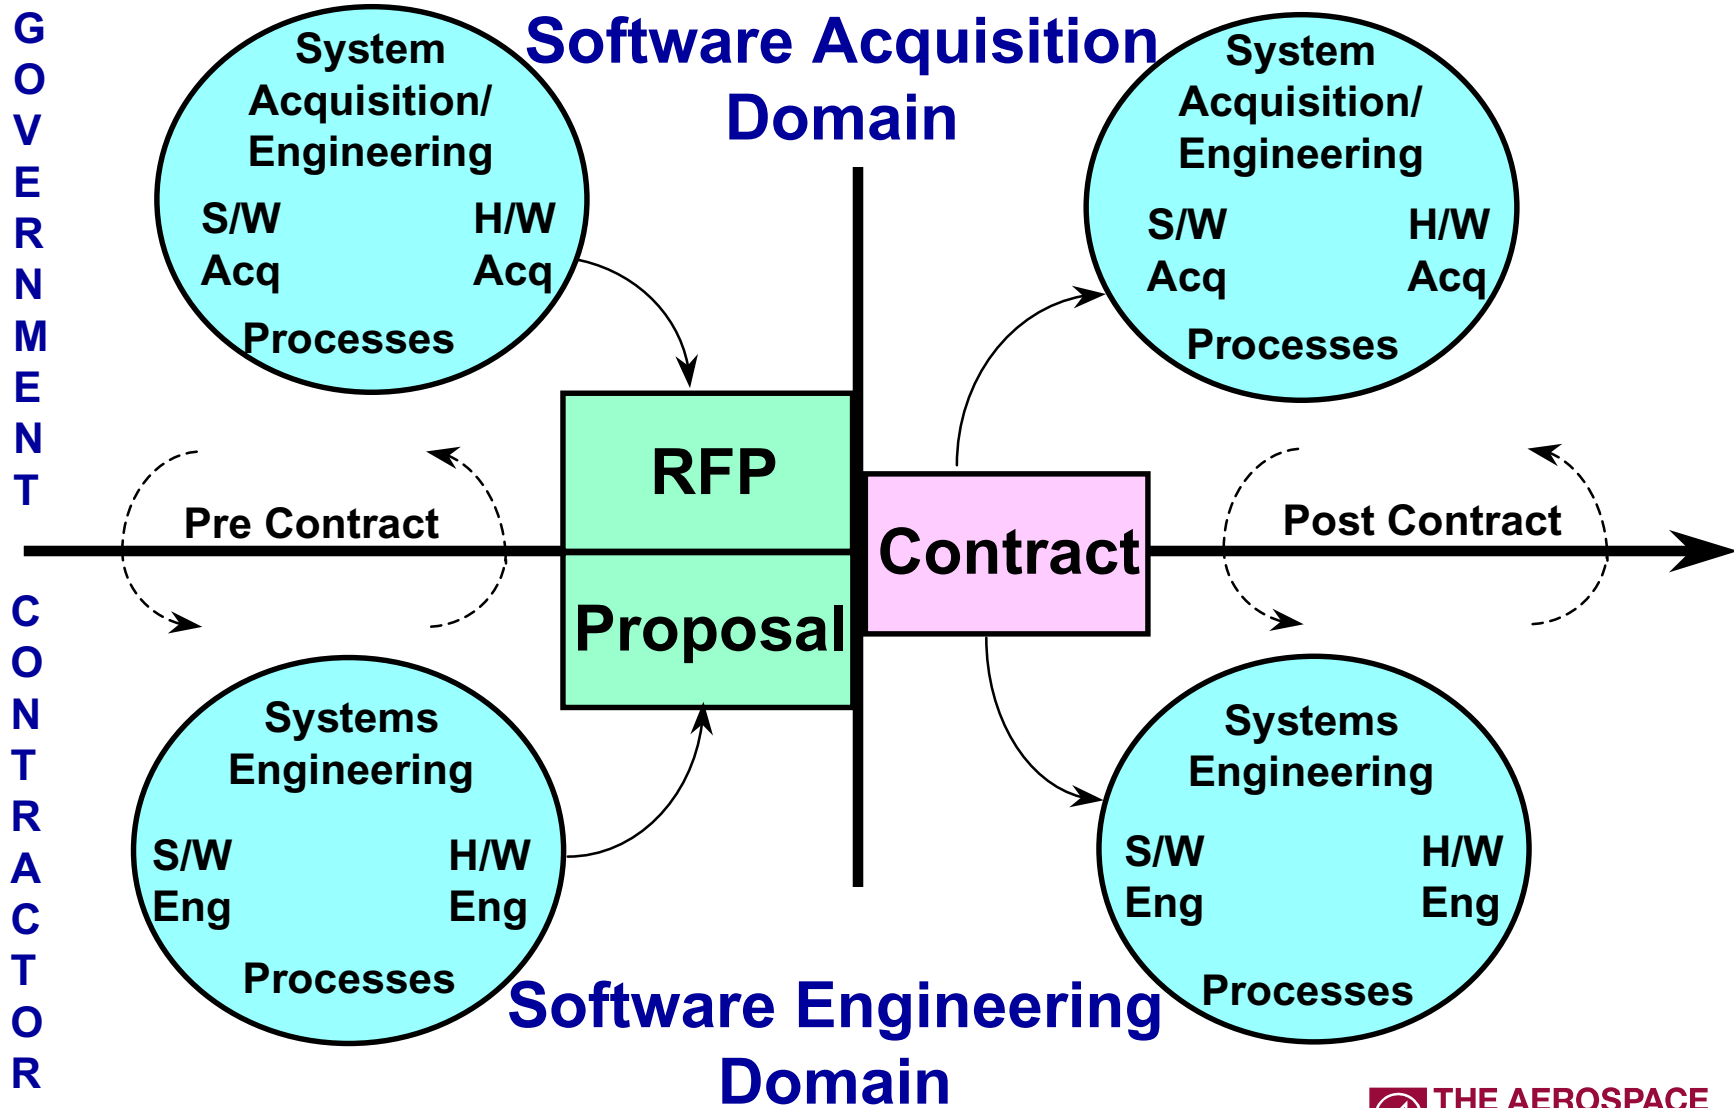 GOVERNMENT
Software Acquisition
Domain
System
Acquisition/
Engineering
S/W H/W
Acq Acq
Processes
System
Acquisition/
Engineering
S/W H/W
Acq Acq
Processes
RFP
Pre Contract
Contract
Post Contract
Proposal
CONTRACTOR
Systems
Engineering
S/W H/W
Eng Eng
Processes
Systems
Engineering
S/W H/W
Eng Eng
Processes
Software Engineering
Domain
THE AEROSPACE